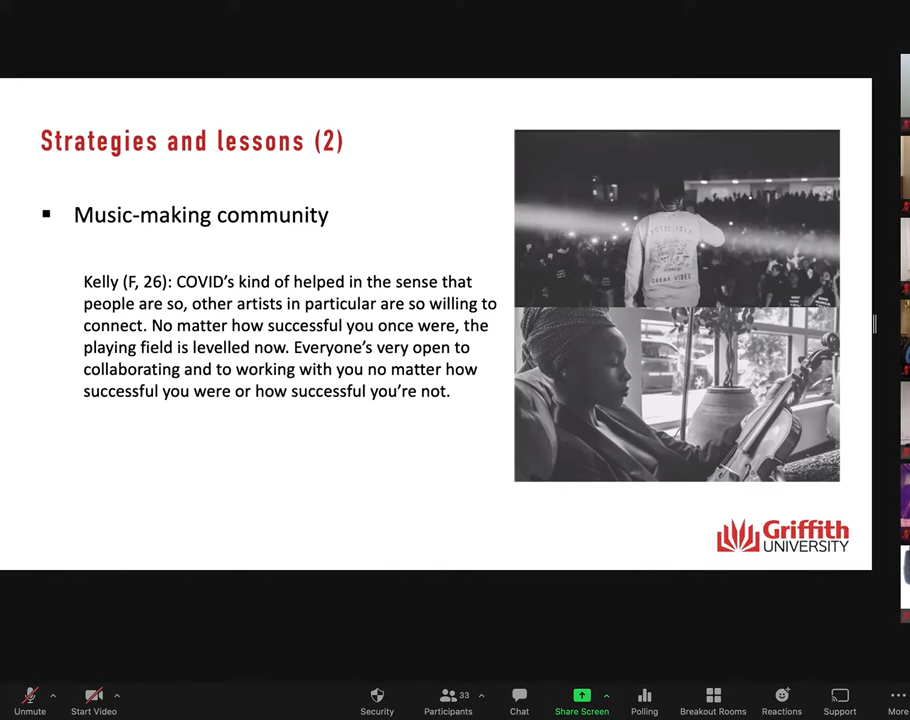 Strategies and lessons (2)
▪ Music-making community
Kelly (F, 26): COVID's kind of helped in the sense that
people are so, other artists in particular are so willing to
connect. No matter how successful you once were, the
playing field is levelled now. Everyone's very open to
collaborating and to working with you no matter how
successful you were or how successful you're not.
Griffith
UNIVERSITY
33
Unmute
Start Video
Security
Participants
Chat
Share Screen
Polling
Breakout Rooms
Reactions
Support
More